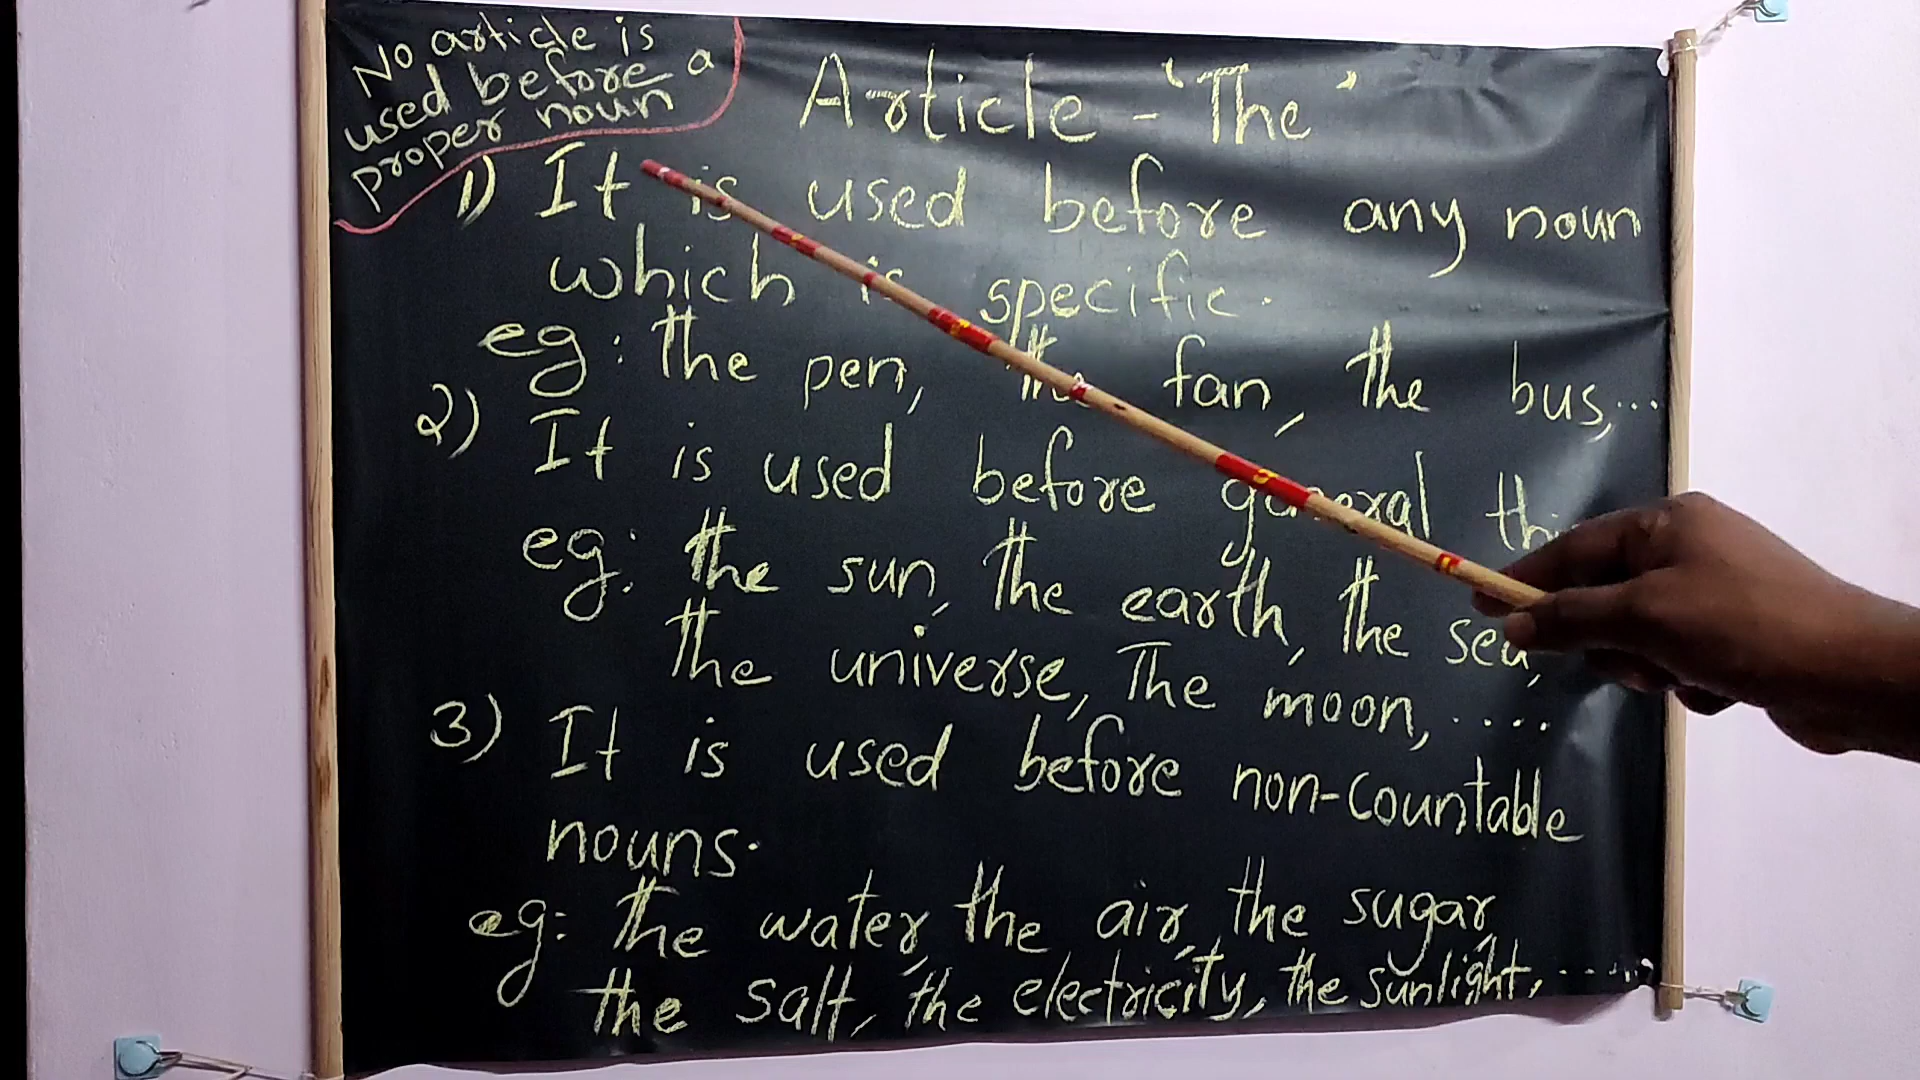 No article is
used before a
proper noun
Article - 'The'
1) It is used before any noun
which is specific.
eg: the pen, the fan, the bus,...
2) It is used before general
eg: the sun, the earth, the sea,
the universe, The moon, ....
3) It is used before non-countable
nouns.
eg: the water, the air, the sugar,
the salt, the electricity, the sunlight, .....